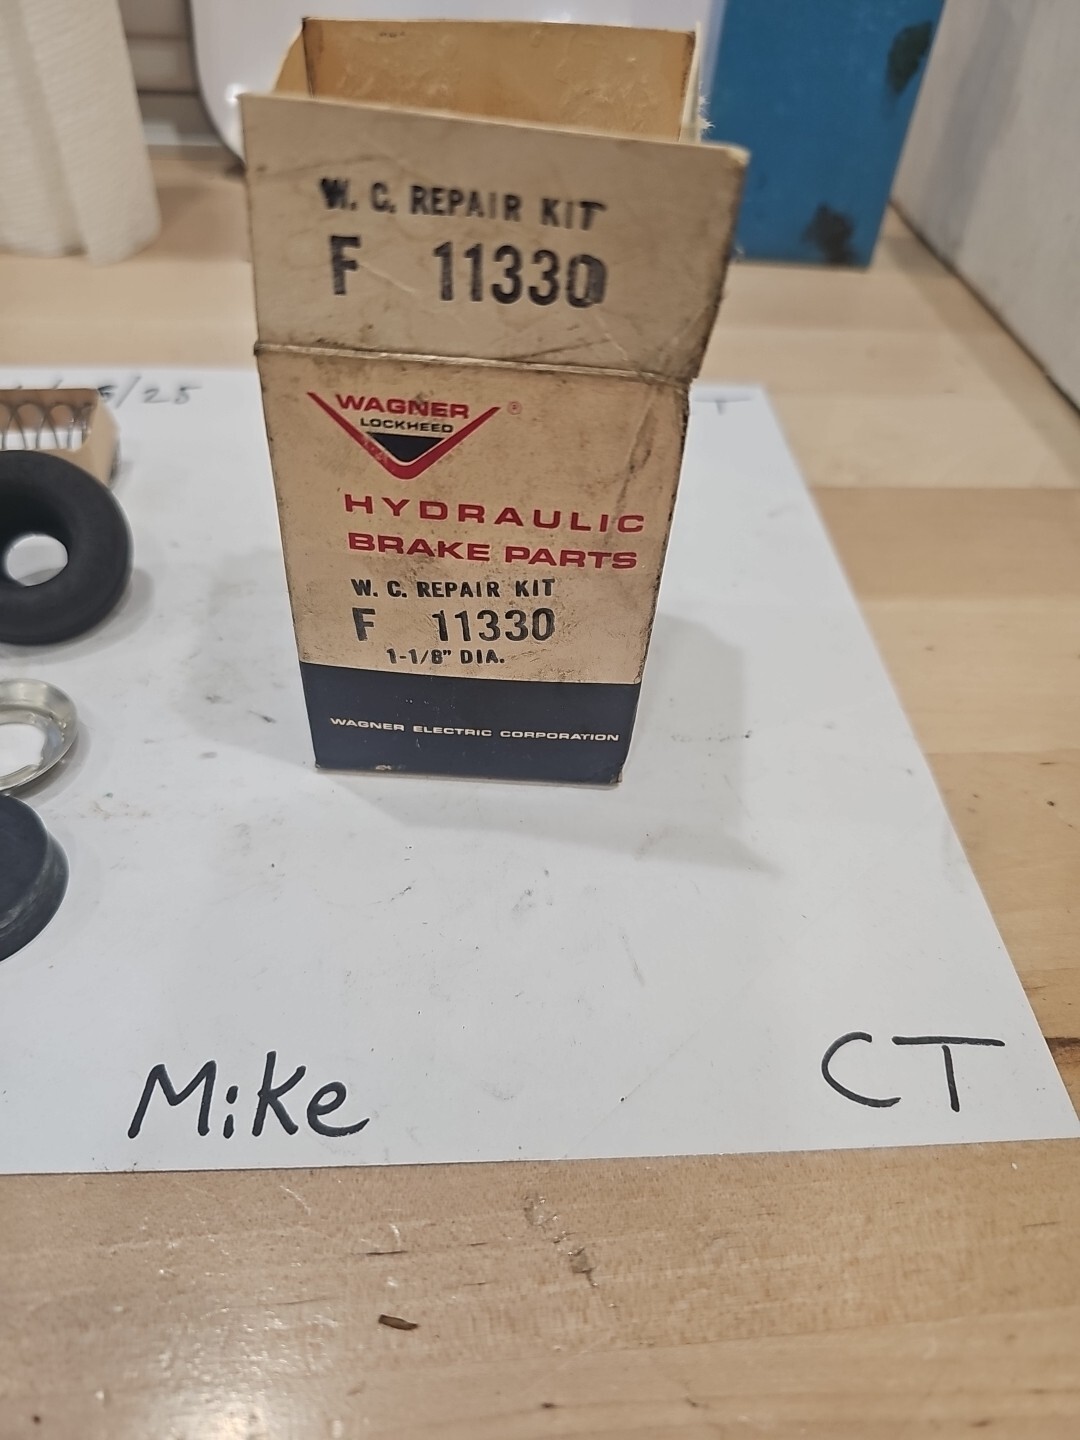 W. C. REPAIR KIT
F 11330
/25
T
WAGNER ®
LOCKHEED
HYDRAULIC
BRAKE PARTS
W. C. REPAIR KIT
F 11330
1-1/8" DIA.
WAGNER ELECTRIC CORPORATION
Mike
CT